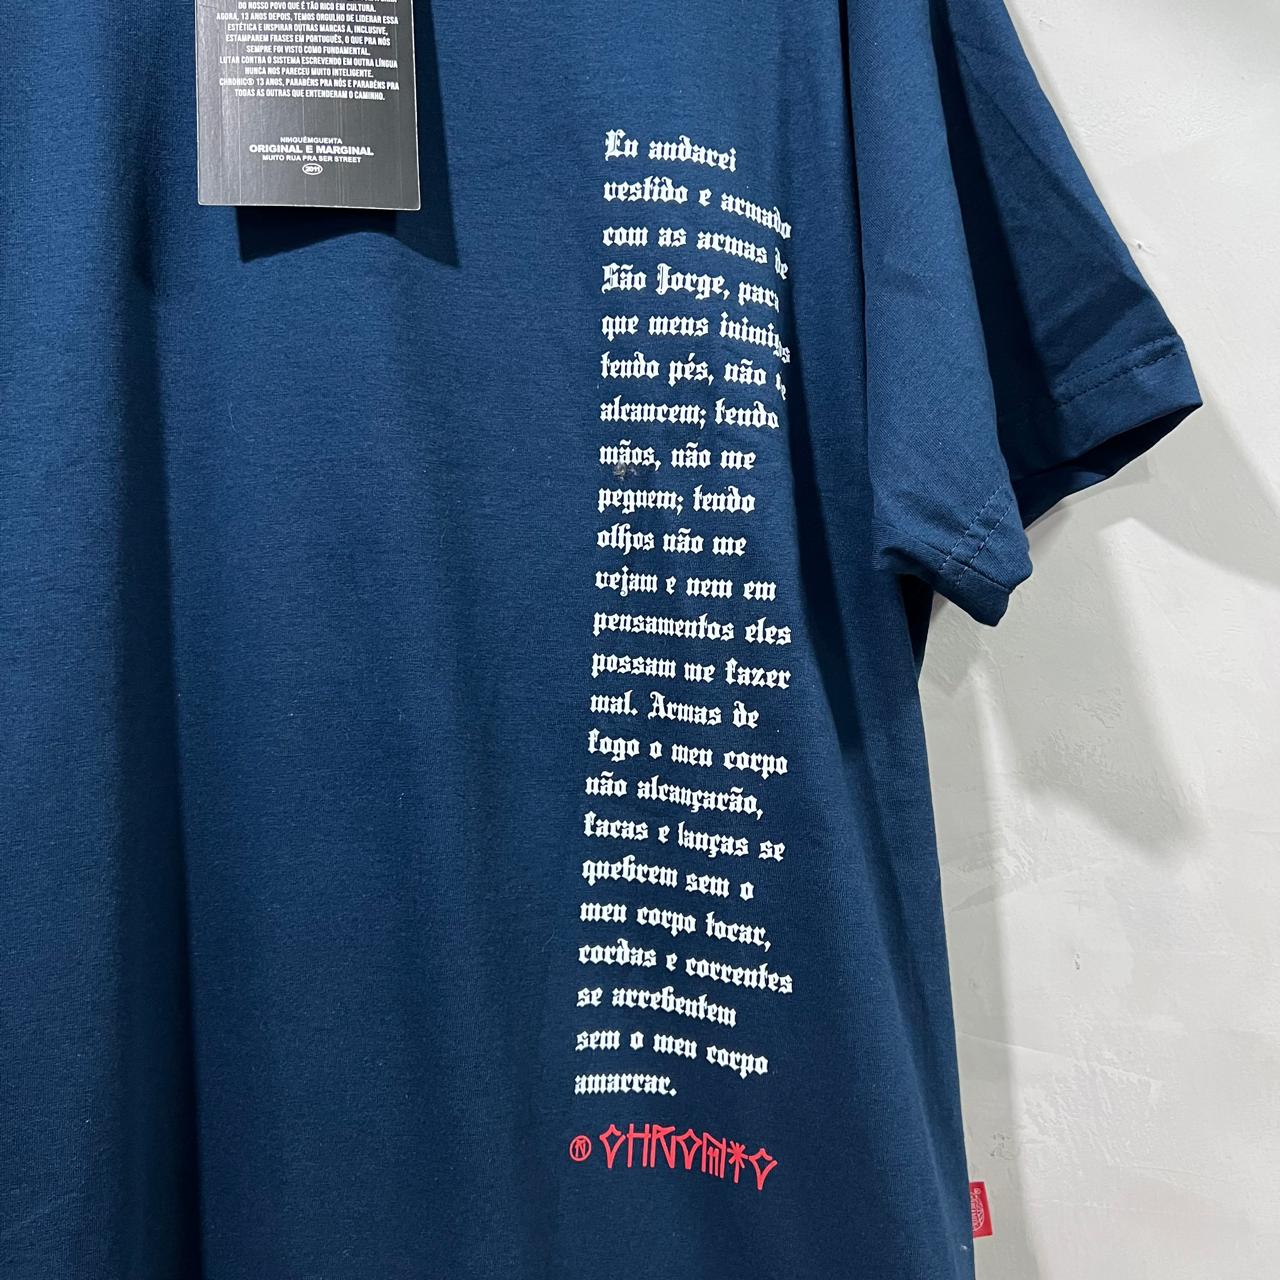 DO NOSSO POVO QUE É TÃO RICO EM CULTURA.
AGORA, 13 ANOS DEPOIS, TEMOS ORGULHO DE LIDERAR ESSA
ESTÉTICA E INSPIRAR OUTRAS MARCAS A, INCLUSIVE,
ESTAMPAREM FRASES EM PORTUGUÊS, O QUE PRA NÓS
SEMPRE FOI VISTO COMO FUNDAMENTAL.
LUTAR CONTRA O SISTEMA ESCREVENDO EM OUTRA LÍNGUA
NUNCA NOS PARECEU MUITO INTELIGENTE.
CHRONIC® 13 ANOS, PARABÉNS PRA NÓS E PARABÉNS PRA
TODAS AS OUTRAS QUE ENTENDERAM O CAMINHO.
NINGUÉMGUENTA
ORIGINAL E MARGINAL
MUITO RUA PRA SER STREET
2011
Eu andarei
vestido e armado
com as armas de
São Jorge, para
que meus inimigos
tendo pés, não
alcancem; tendo
mãos, não me
peguem; tendo
olhos não me
vejam e nem em
pensamentos eles
possam me fazer
mal. Armas de
fogo o meu corpo
não alcançarão,
facas e lanças se
quebrem sem o
meu corpo tocar,
cordas e correntes
se arrebentem
sem o meu corpo
amarrar.
CHRONIC